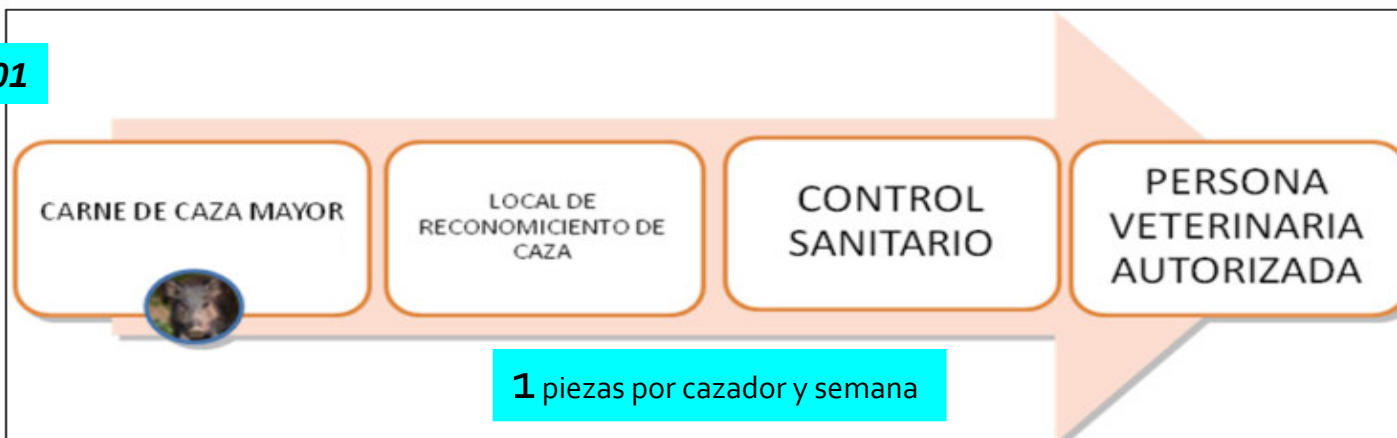 01
CARNE DE CAZA MAYOR
LOCAL DE
RECONOMICIENTO DE
CAZA
CONTROL
SANITARIO
PERSONA
VETERINARIA
AUTORIZADA
1 piezas por cazador y semana